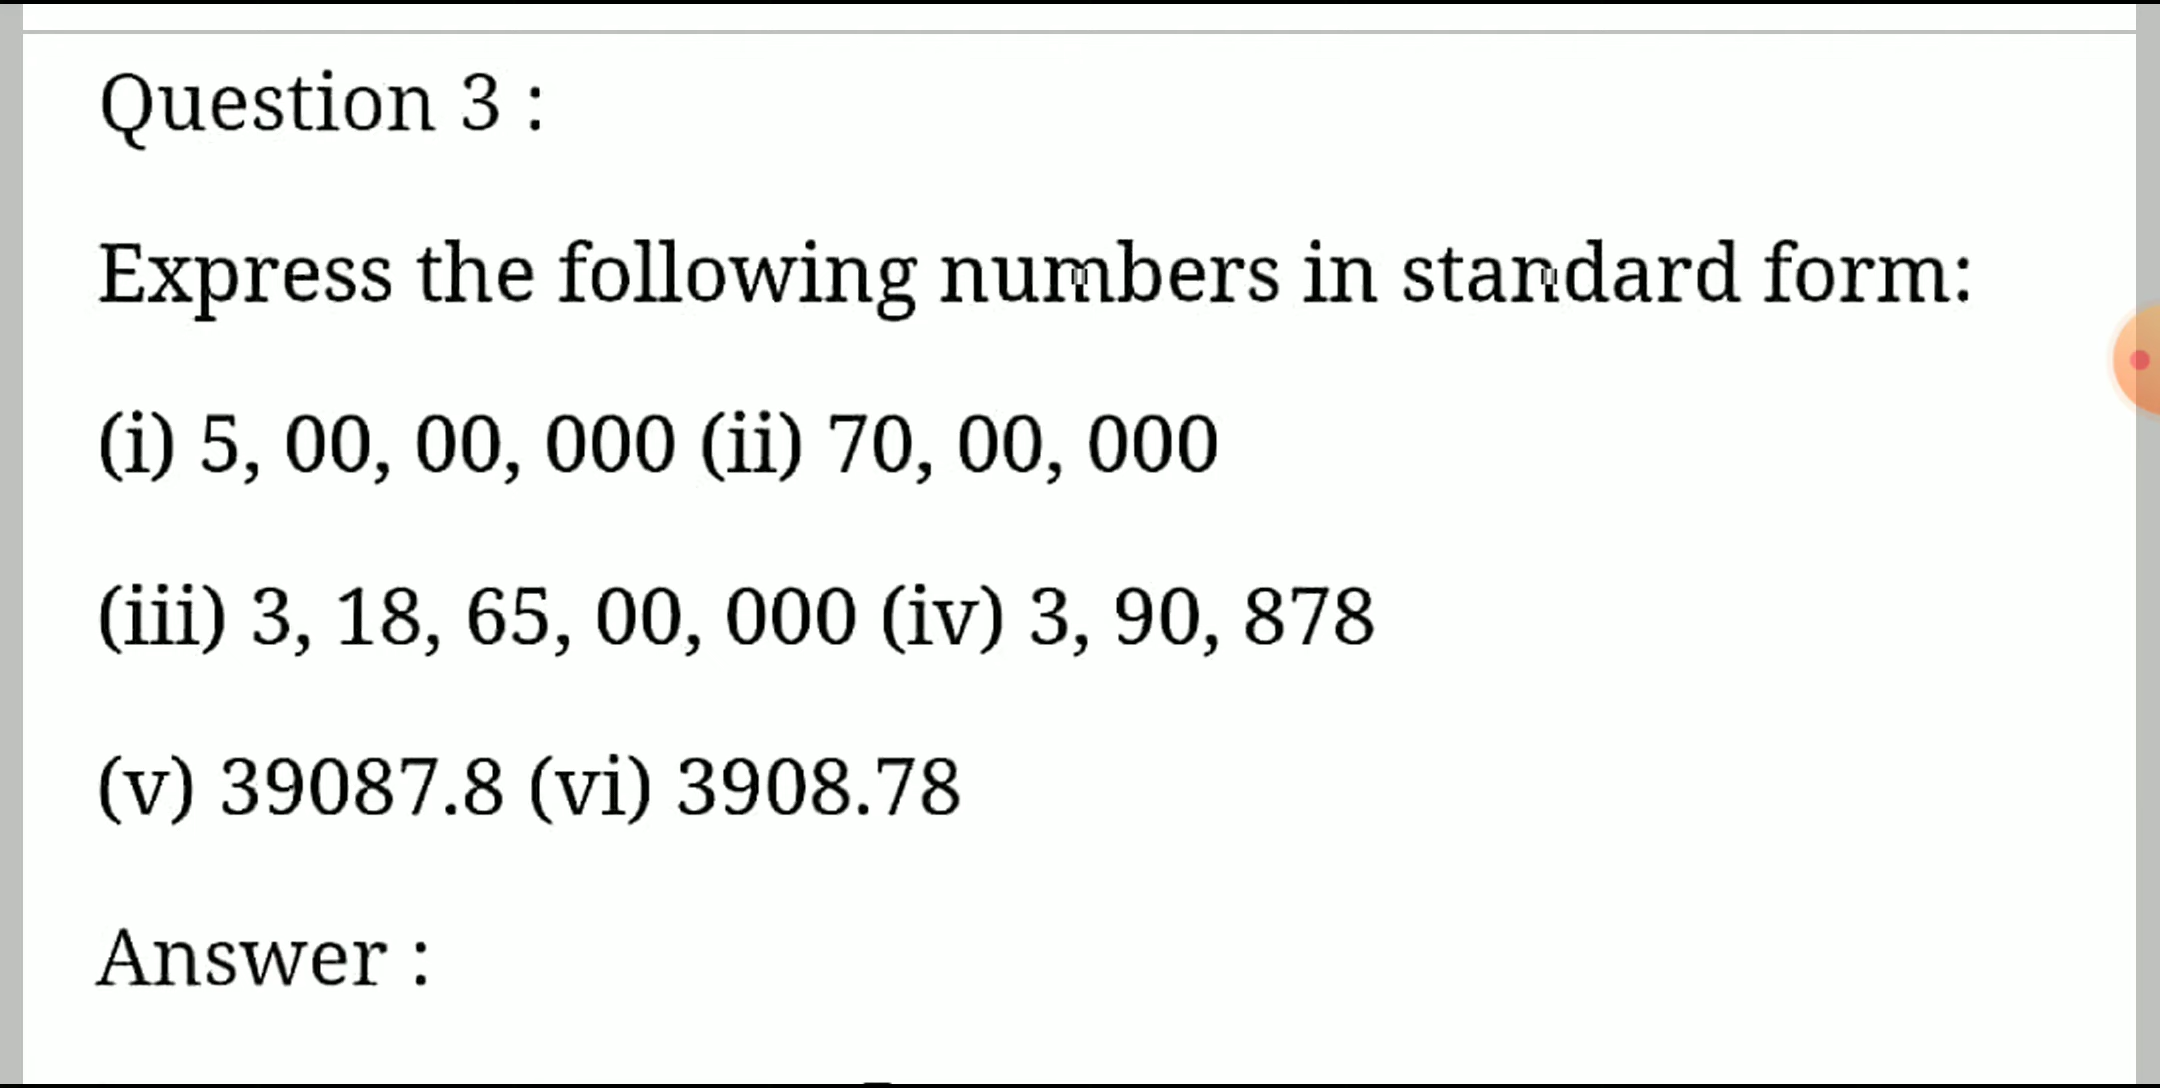 Question 3 :
Express the following numbers in standard form:
(i) 5, 00, 00, 000 (ii) 70, 00, 000
(iii) 3, 18, 65, 00, 000 (iv) 3, 90, 878
(v) 39087.8 (vi) 3908.78
Answer :